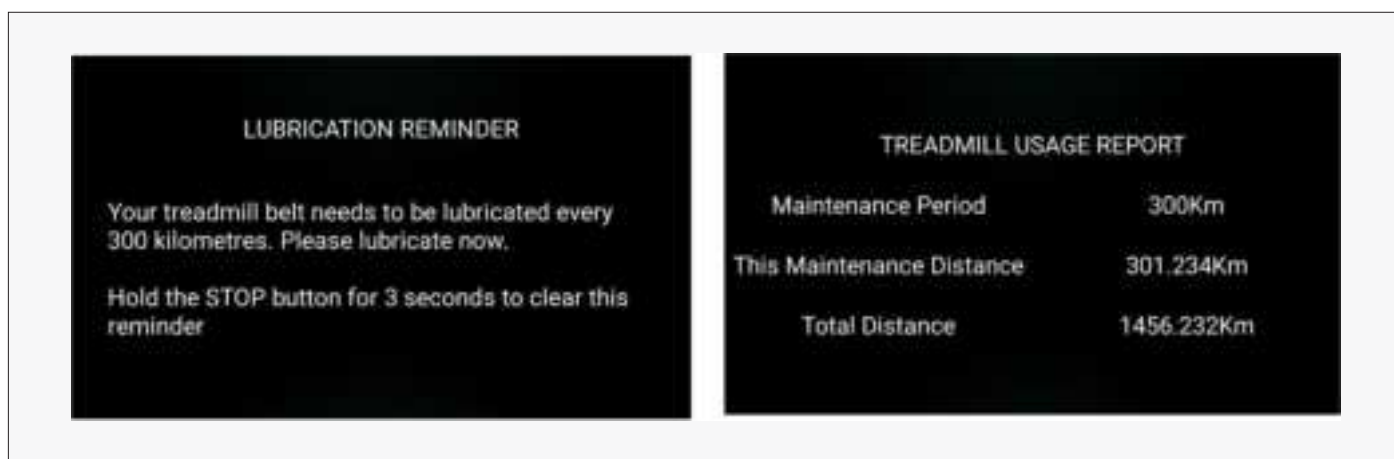 LUBRICATION REMINDER
Your treadmill belt needs to be lubricated every
300 kilometres. Please lubricate now.
Hold the STOP button for 3 seconds to clear this
reminder
TREADMILL USAGE REPORT
Maintenance Period 300Km
This Maintenance Distance 301.234Km
Total Distance 1456.232Km